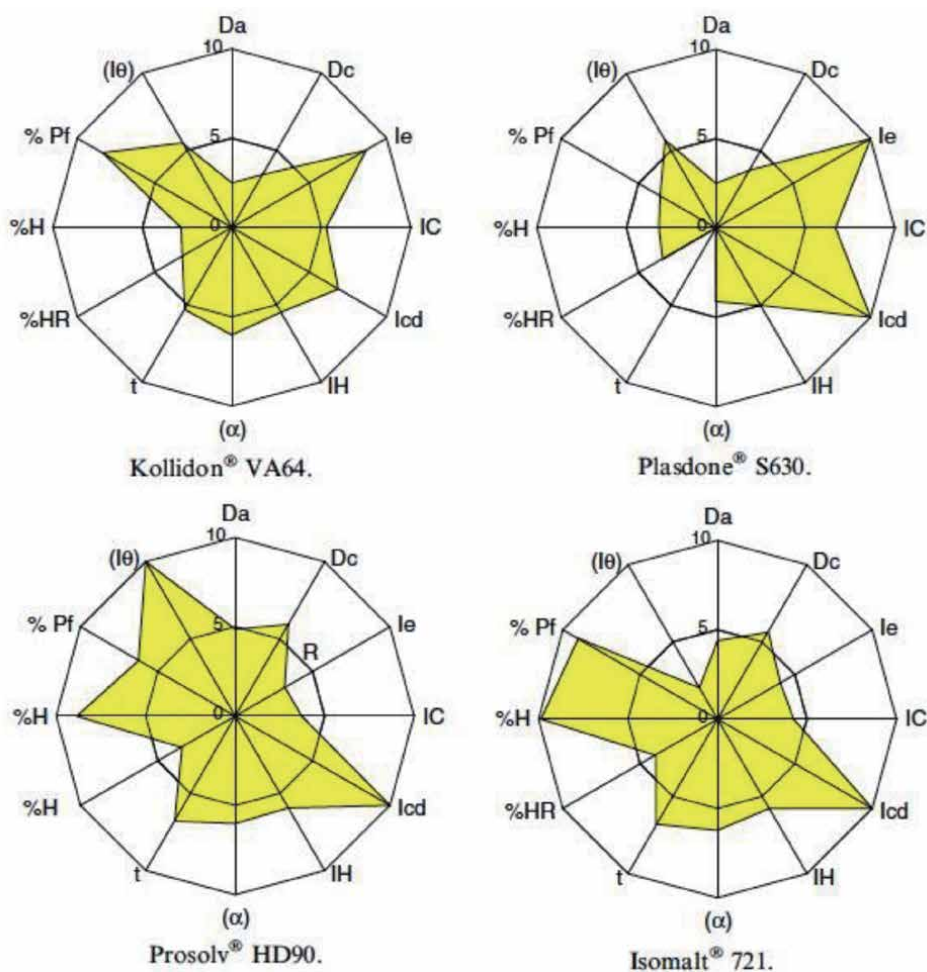 Da
10
Dc
(Iθ)
5
% Pf
Ie
%H
0
IC
%HR
Icd
t
IH
(α)
Kollidon® VA64.
Da
10
Dc
(Iθ)
5
% Pf
Ie
%H
0
IC
%HR
Icd
t
IH
(α)
Plasdone® S630.
Da
10
Dc
(Iθ)
5
% Pf
Ie
R
%H
0
IC
%H
Icd
t
IH
(α)
Prosolv® HD90.
Da
10
Dc
(Iθ)
5
% Pf
Ie
%H
0
IC
%HR
Icd
t
IH
(α)
Isomalt® 721.